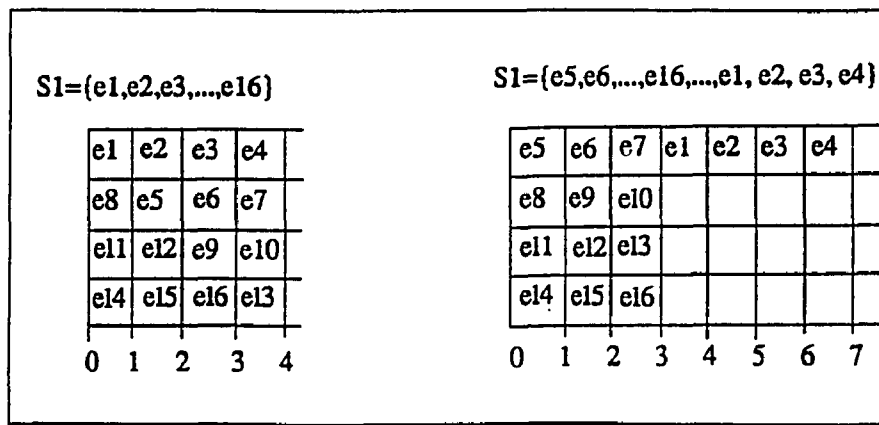 S1={e1,e2,e3,...,e16}
e1 e2 e3 e4
e8 e5 e6 e7
e11 e12 e9 e10
e14 e15 e16 e13
0 1 2 3 4
S1={e5,e6,...,e16,...,e1, e2, e3, e4}
e5 e6 e7 e1 e2 e3 e4
e8 e9 e10
e11 e12 e13
e14 e15 e16
0 1 2 3 4 5 6 7